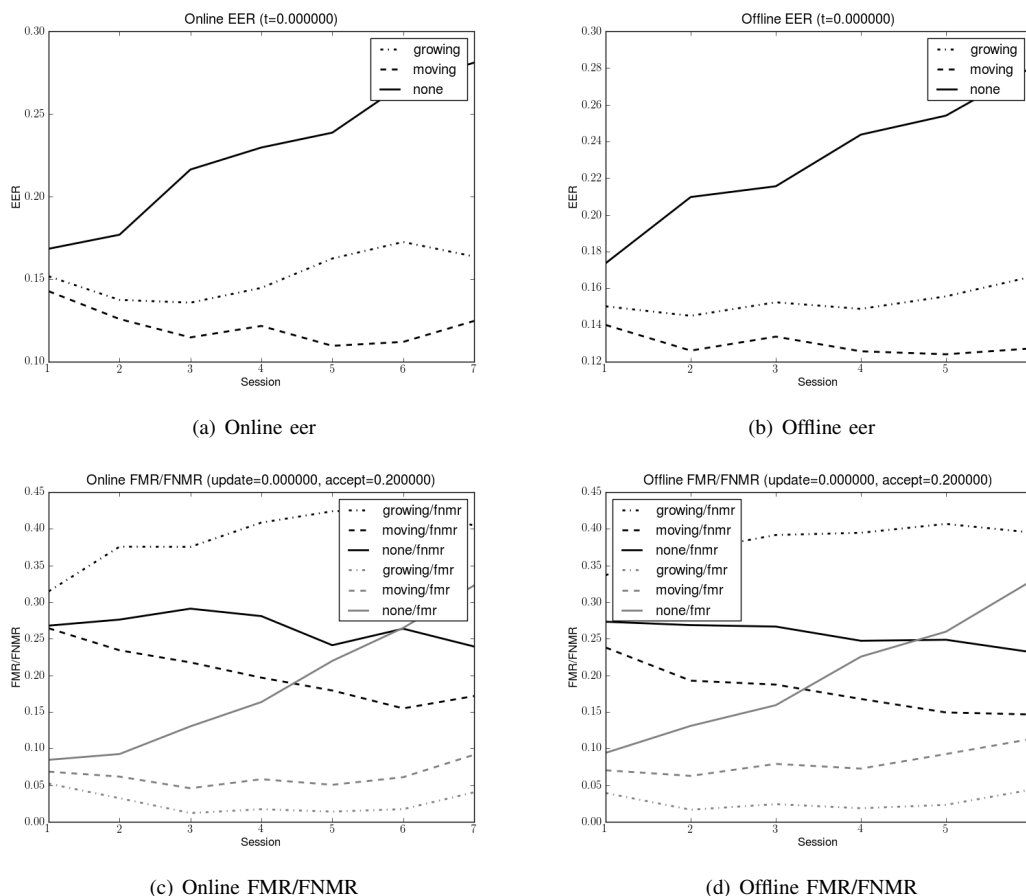 Online EER (t=0.000000)
0.30
0.25
0.20
0.15
0.10
EER
growing
moving
none
1 2 3 4 5 6 7
Session
(a) Online eer
Offline EER (t=0.000000)
0.30
0.28
0.26
0.24
0.22
0.20
0.18
0.16
0.14
0.12
EER
growing
moving
none
1 2 3 4 5
Session
(b) Offline eer
Online FMR/FNMR (update=0.000000, accept=0.200000)
0.45
0.40
0.35
0.30
0.25
0.20
0.15
0.10
0.05
0.00
FMR/FNMR
growing/fnmr
moving/fnmr
none/fnmr
growing/fmr
moving/fmr
none/fmr
1 2 3 4 5 6 7
Session
(c) Online FMR/FNMR
Offline FMR/FNMR (update=0.000000, accept=0.200000)
0.45
0.40
0.35
0.30
0.25
0.20
0.15
0.10
0.05
0.00
FMR/FNMR
growing/fnmr
moving/fnmr
none/fnmr
growing/fmr
moving/fmr
none/fmr
1 2 3 4 5
Session
(d) Offline FMR/FNMR